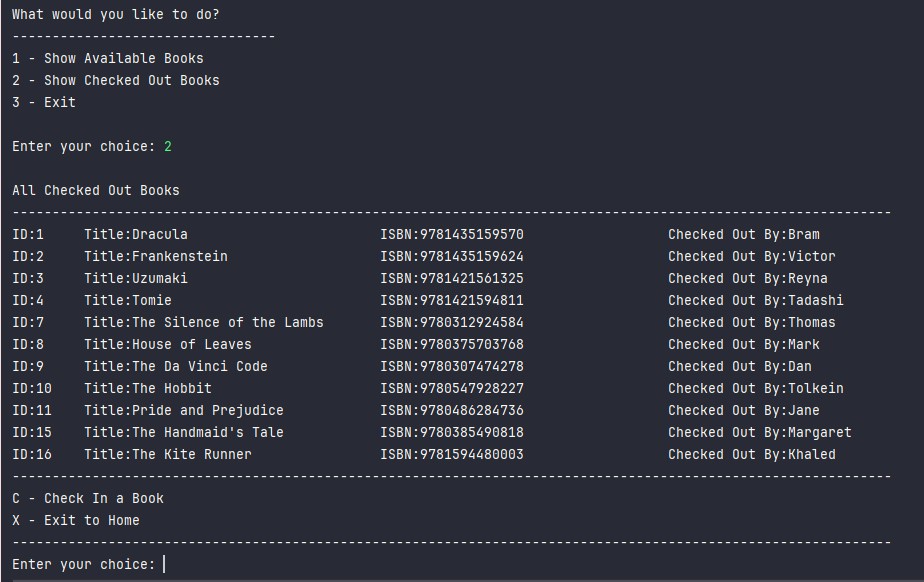 What would you like to do?
---------------------------------
1 - Show Available Books
2 - Show Checked Out Books
3 - Exit
Enter your choice: 2
All Checked Out Books
--------------------------------------------------------------------------------------------------------------
ID:1     Title:Dracula                        ISBN:9781435159570                  Checked Out By:Bram
ID:2     Title:Frankenstein                   ISBN:9781435159624                  Checked Out By:Victor
ID:3     Title:Uzumaki                        ISBN:9781421561325                  Checked Out By:Reyna
ID:4     Title:Tomie                          ISBN:9781421594811                  Checked Out By:Tadashi
ID:7     Title:The Silence of the Lambs       ISBN:9780312924584                  Checked Out By:Thomas
ID:8     Title:House of Leaves                ISBN:9780375703768                  Checked Out By:Mark
ID:9     Title:The Da Vinci Code              ISBN:9780307474278                  Checked Out By:Dan
ID:10    Title:The Hobbit                     ISBN:9780547928227                  Checked Out By:Tolkein
ID:11    Title:Pride and Prejudice            ISBN:9780486284736                  Checked Out By:Jane
ID:15    Title:The Handmaid's Tale            ISBN:9780385490818                  Checked Out By:Margaret
ID:16    Title:The Kite Runner                ISBN:9781594480003                  Checked Out By:Khaled
--------------------------------------------------------------------------------------------------------------
C - Check In a Book
X - Exit to Home
--------------------------------------------------------------------------------------------------------------
Enter your choice: